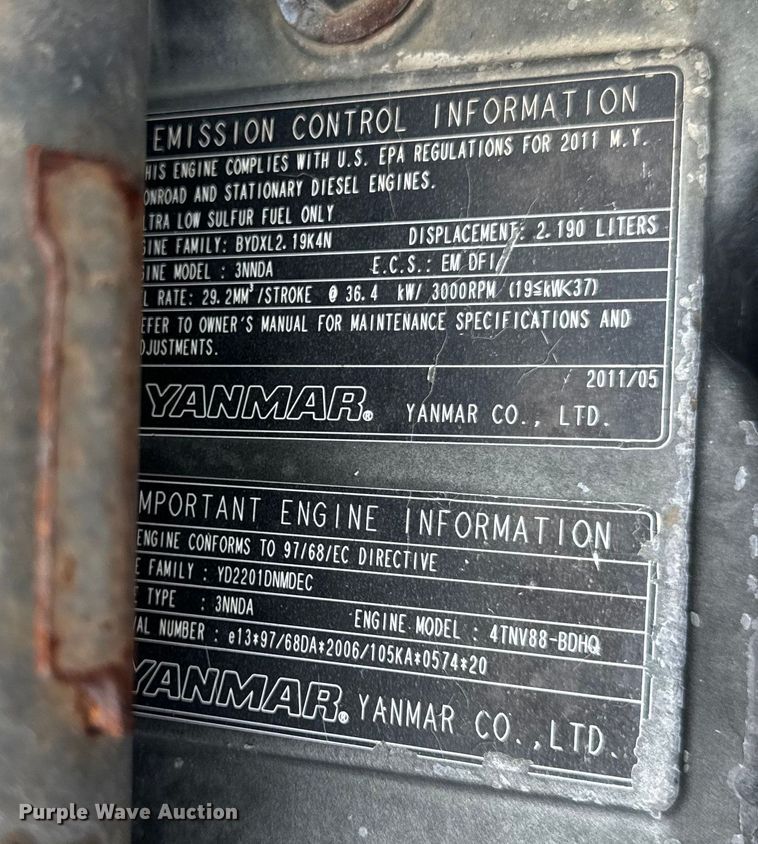 EMISSION CONTROL INFORMATION
HIS ENGINE COMPLIES WITH U.S. EPA REGULATIONS FOR 2011 M.Y.
ONROAD AND STATIONARY DIESEL ENGINES.
LTRA LOW SULFUR FUEL ONLY
GINE FAMILY: BYDXL2.19K4N DISPLACEMENT: 2.190 LITERS
GINE MODEL : 3NNDA E.C.S.: EM DFI
L RATE: 29.2MM³/STROKE @ 36.4 kW/ 3000RPM (19≦kW<37)
EFER TO OWNER'S MANUAL FOR MAINTENANCE SPECIFICATIONS AND
DJUSTMENTS.
2011/05
YANMAR® YANMAR CO., LTD.
MPORTANT ENGINE INFORMATION
ENGINE CONFORMS TO 97/68/EC DIRECTIVE
E FAMILY : YD2201DNMDEC
E TYPE : 3NNDA ENGINE MODEL : 4TNV88-BDHQ
VAL NUMBER : e13*97/68DA*2006/105KA*0574*20
YANMAR® YANMAR CO.,LTD.
Purple Wave Auction